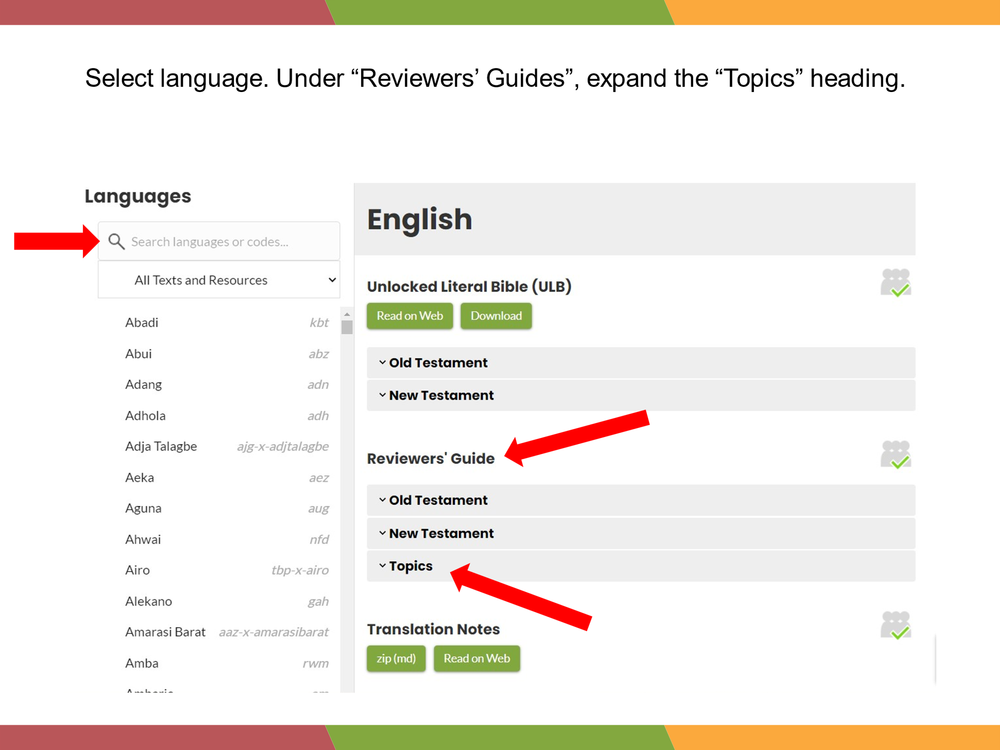 Select language. Under “Reviewers’ Guides”, expand the “Topics” heading.
Languages
Search languages or codes...
All Texts and Resources
Abadi kbt
Abui abz
Adang adn
Adhola adh
Adja Talagbe ajg-x-adjtalagbe
Aeka aez
Aguna aug
Ahwai nfd
Airo tbp-x-airo
Alekano gah
Amarasi Barat aaz-x-amarasibarat
Amba rwm
English
Unlocked Literal Bible (ULB)
Read on Web Download
Old Testament
New Testament
Reviewers' Guide
Old Testament
New Testament
Topics
Translation Notes
zip (md) Read on Web